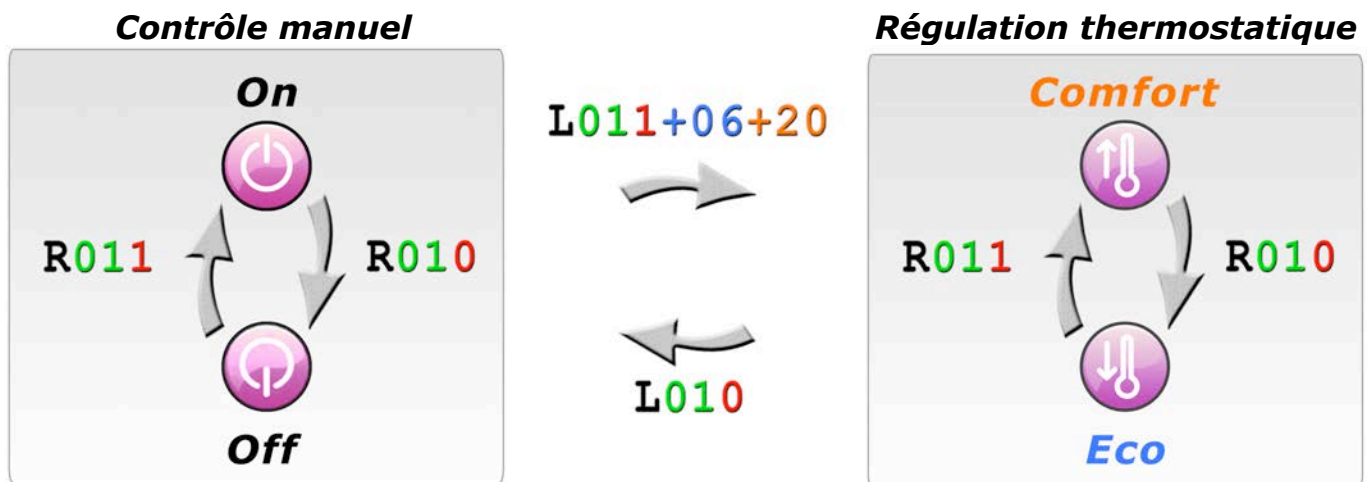 Contrôle manuel
On
R011
R010
Off
L011+06+20
L010
Régulation thermostatique
Comfort
R011
R010
Eco